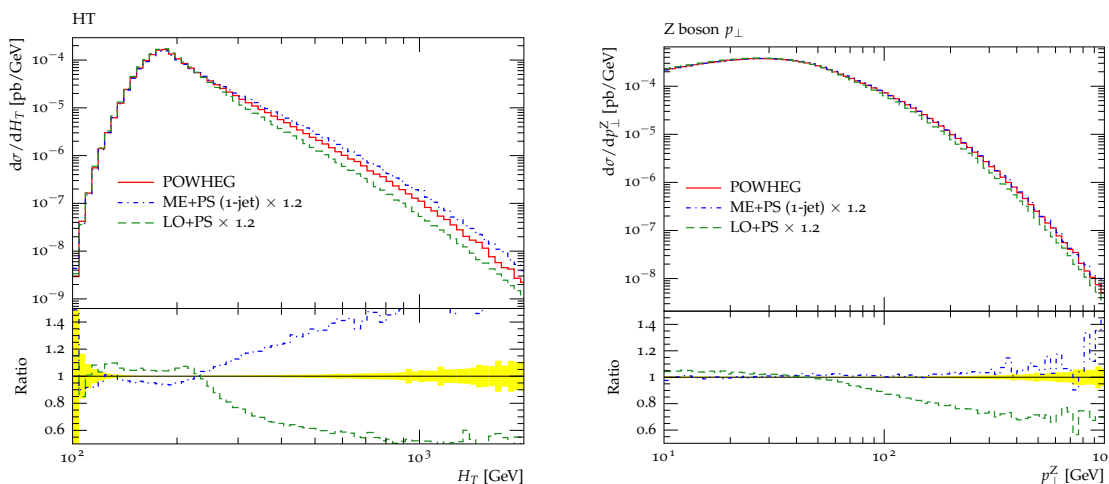 HT
dσ/dH_T [pb/GeV]
10^−4
10^−5
10^−6
10^−7
10^−8
10^−9
POWHEG
ME+PS (1-jet) × 1.2
LO+PS × 1.2
Ratio
1.4
1.2
1
0.8
0.6
10^2
10^3
H_T [GeV]
Z boson p_⊥
dσ/dp_⊥^Z [pb/GeV]
10^−4
10^−5
10^−6
10^−7
10^−8
POWHEG
ME+PS (1-jet) × 1.2
LO+PS × 1.2
Ratio
1.4
1.2
1
0.8
0.6
10^1
10^2
10^3
p_⊥^Z [GeV]